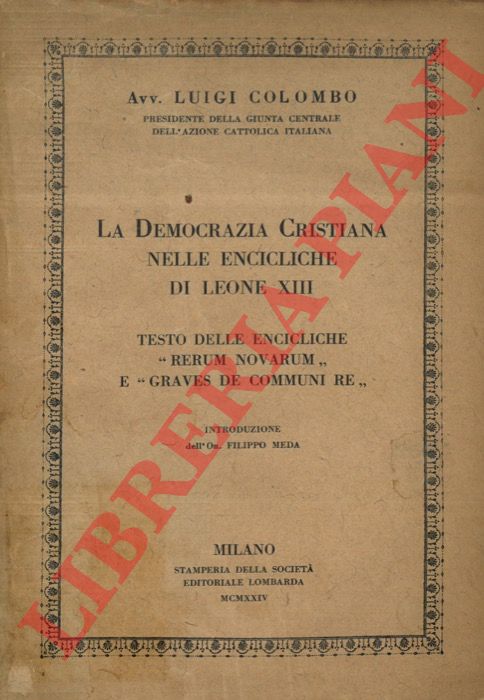 Avv. LUIGI COLOMBO
PRESIDENTE DELLA GIUNTA CENTRALE
DELL'AZIONE CATTOLICA ITALIANA
LA DEMOCRAZIA CRISTIANA
NELLE ENCICLICHE
DI LEONE XIII
TESTO DELLE ENCICLICHE
“ RERUM NOVARUM „
E “ GRAVES DE COMMUNI RE „
INTRODUZIONE
dell'On. FILIPPO MEDA
MILANO
STAMPERIA DELLA SOCIETÀ
EDITORIALE LOMBARDA
MCMXXIV
LIBRERIA PIANI